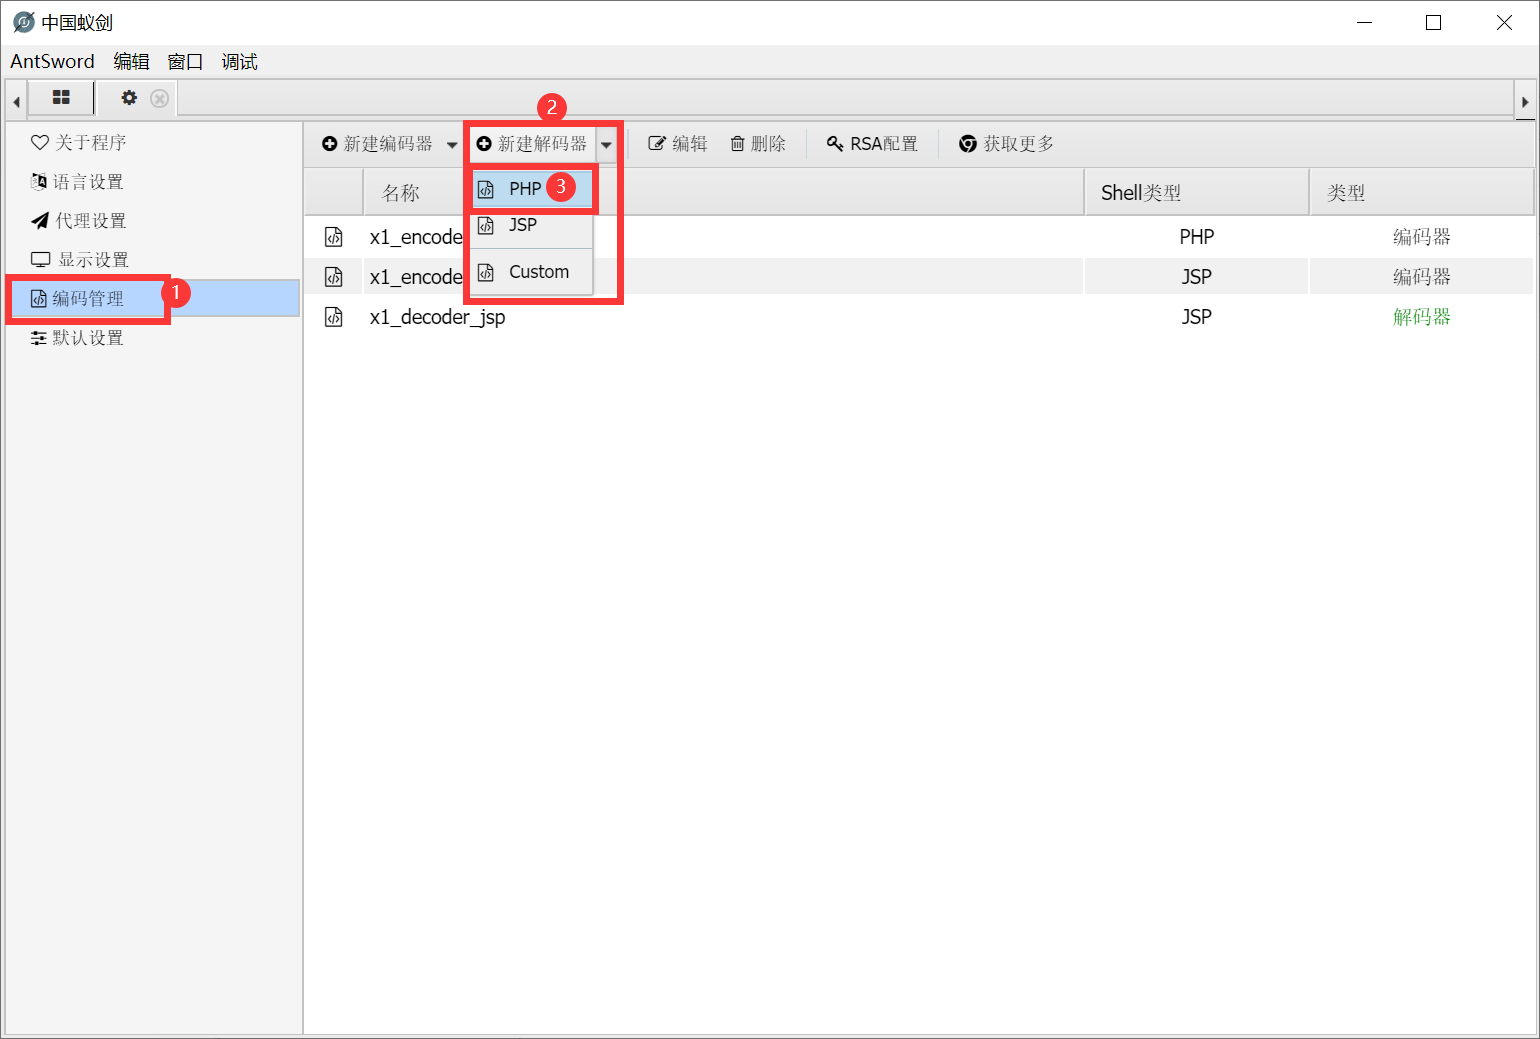 中国蚁剑
AntSword 编辑 窗口 调试
2
关于程序
语言设置
代理设置
显示设置
编码管理
1
默认设置
新建编码器 新建解码器 编辑 删除 RSA配置 获取更多
名称 Shell类型 类型
PHP 3
JSP
Custom
x1_encode PHP 编码器
x1_encode JSP 编码器
x1_decoder_jsp JSP 解码器